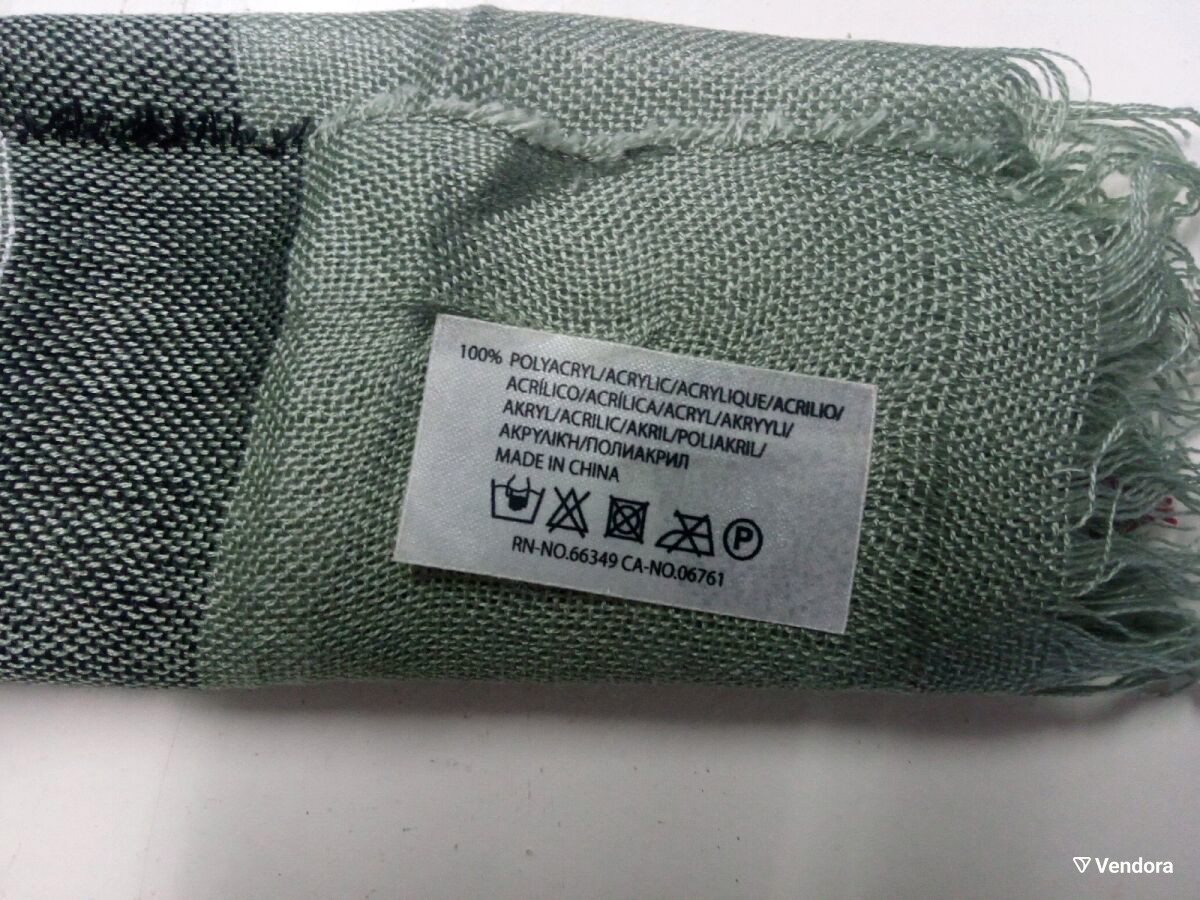 100% POLYACRYL/ACRYLIC/ACRYLIQUE/ACRILIO/
ACRÍLICO/ACRÍLICA/ACRYL/AKRYYLI/
AKRYL/ACRILIC/AKRIL/POLIAKRIL/
ΑΚΡΥΛΙΚΉ/ПОЛИАКРИЛ
MADE IN CHINA
P
RN-NO.66349 CA-NO.06761
Vendora